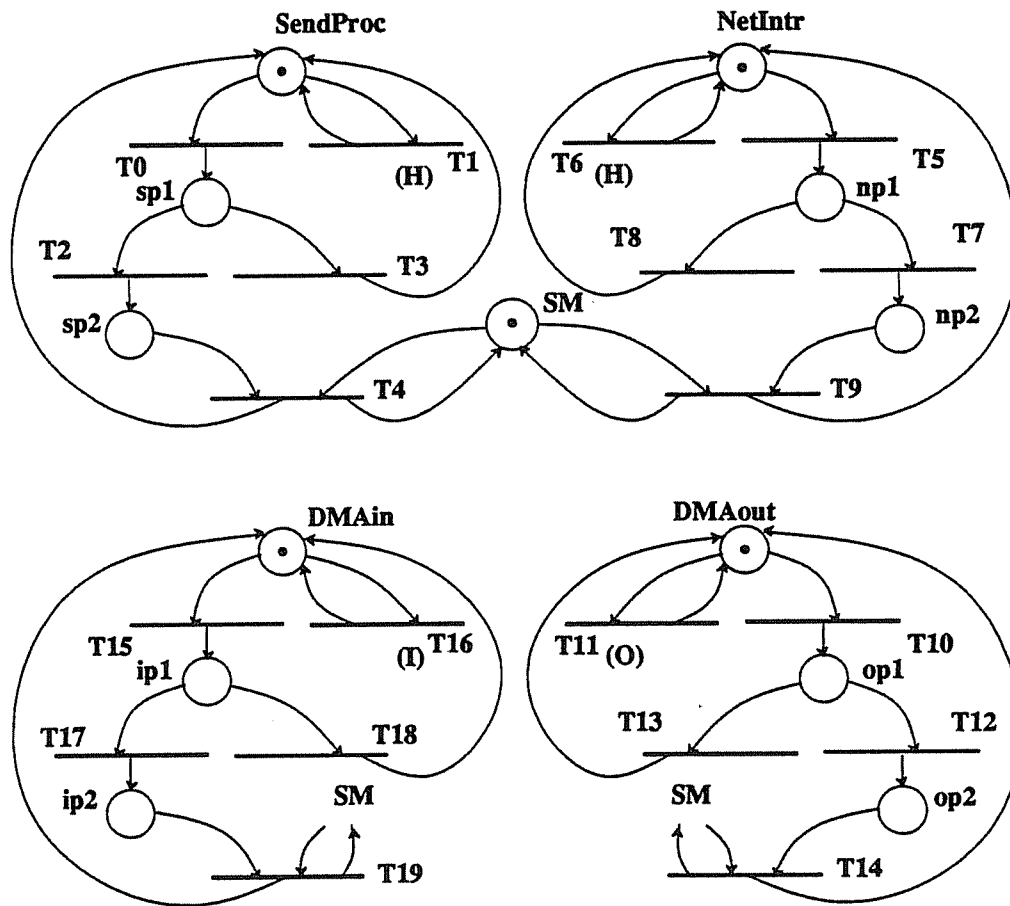 SendProc NetIntr
T0 (H) T1 T6 (H) T5
sp1 np1
T2 T3 T8 T7
SM
sp2 np2
T4 T9
DMAin DMAout
T15 (I) T16 T11 (O) T10
ip1 op1
T17 T18 T13 T12
ip2 SM SM op2
T19 T14